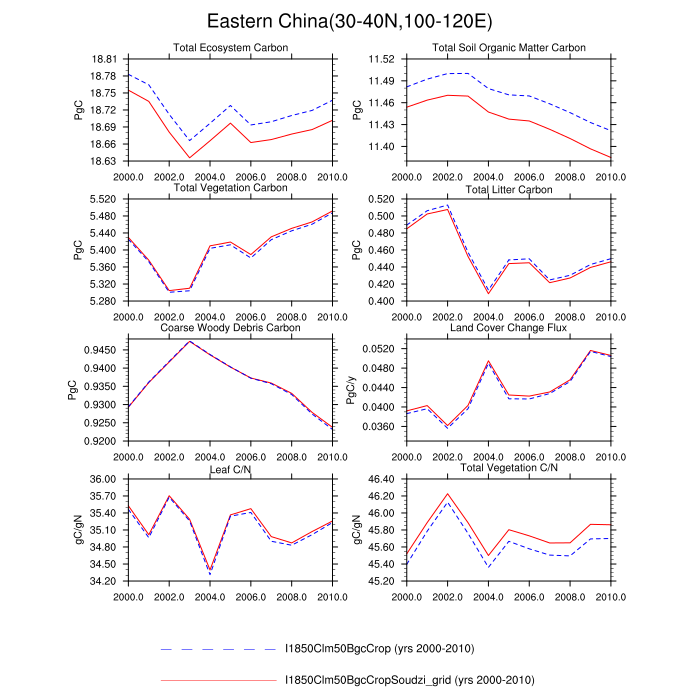 Eastern China(30-40N,100-120E)
Total Ecosystem Carbon
PgC
18.81
18.78
18.75
18.72
18.69
18.66
18.63
2000.0 2002.0 2004.0 2006.0 2008.0 2010.0
Total Soil Organic Matter Carbon
PgC
11.52
11.49
11.46
11.43
11.40
2000.0 2002.0 2004.0 2006.0 2008.0 2010.0
Total Vegetation Carbon
PgC
5.520
5.480
5.440
5.400
5.360
5.320
5.280
2000.0 2002.0 2004.0 2006.0 2008.0 2010.0
Total Litter Carbon
PgC
0.520
0.500
0.480
0.460
0.440
0.420
0.400
2000.0 2002.0 2004.0 2006.0 2008.0 2010.0
Coarse Woody Debris Carbon
PgC
0.9450
0.9400
0.9350
0.9300
0.9250
0.9200
2000.0 2002.0 2004.0 2006.0 2008.0 2010.0
Land Cover Change Flux
PgC/y
0.0520
0.0480
0.0440
0.0400
0.0360
2000.0 2002.0 2004.0 2006.0 2008.0 2010.0
Leaf C/N
gC/gN
36.00
35.70
35.40
35.10
34.80
34.50
34.20
2000.0 2002.0 2004.0 2006.0 2008.0 2010.0
Total Vegetation C/N
gC/gN
46.40
46.20
46.00
45.80
45.60
45.40
45.20
2000.0 2002.0 2004.0 2006.0 2008.0 2010.0
I1850Clm50BgcCrop (yrs 2000-2010)
I1850Clm50BgcCropSoudzi_grid (yrs 2000-2010)